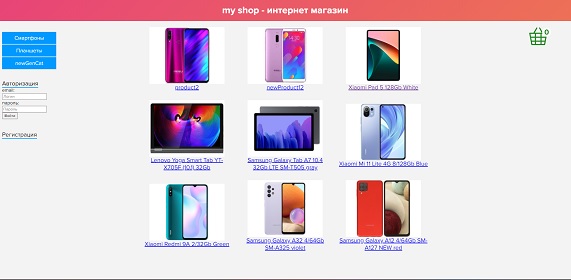 my shop - интернет магазин
0
Смартфоны
Планшеты
newGenCat
Авторизация
email:
Логин
пароль:
Пароль
Войти
Регистрация
product2
newProduct12
Xiaomi Pad 5 128Gb White
Lenovo Yoga Smart Tab YT-
X705F (10.1) 32Gb
Samsung Galaxy Tab A7 10.4
32Gb LTE SM-T505 gray
Xiaomi MI 11 Lite 4G 8/128Gb Blue
Xiaomi Redmi 9A 2/32Gb Green
Samsung Galaxy A32 4/64Gb
SM-A325 violet
Samsung Galaxy A12 4/64Gb SM-
A127 NEW red